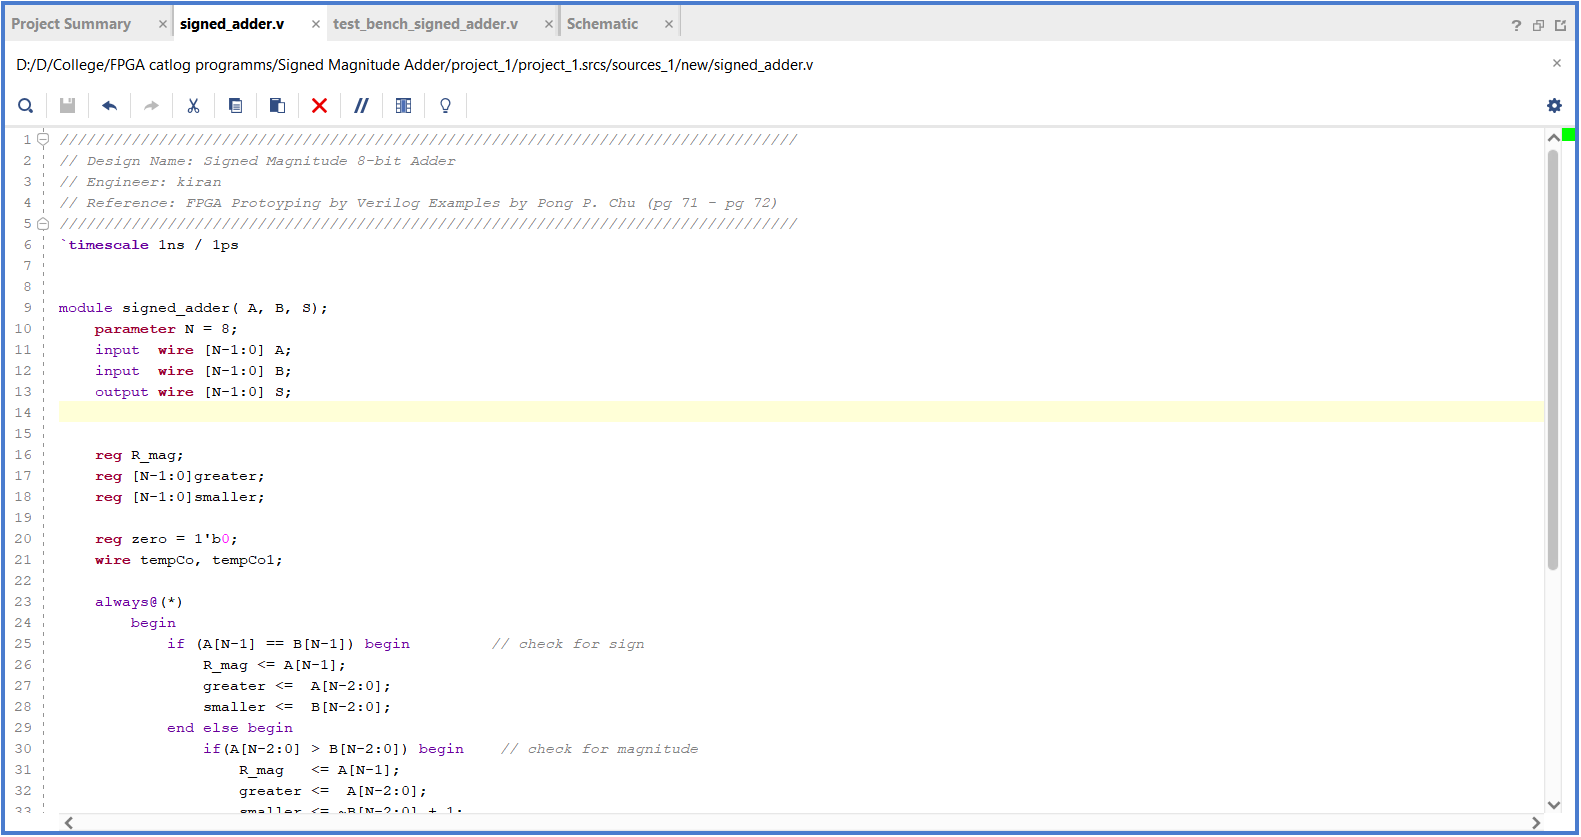 Project Summary × signed_adder.v × test_bench_signed_adder.v × Schematic ×
D:/D/College/FPGA catlog programms/Signed Magnitude Adder/project_1/project_1.srcs/sources_1/new/signed_adder.v
1 //////////////////////////////////////////////////////////////////////////////////
2 // Design Name: Signed Magnitude 8-bit Adder
3 // Engineer: kiran
4 // Reference: FPGA Protoyping by Verilog Examples by Pong P. Chu (pg 71 - pg 72)
5 //////////////////////////////////////////////////////////////////////////////////
6 `timescale 1ns / 1ps
7
8
9 module signed_adder( A, B, S);
10 parameter N = 8;
11 input  wire [N-1:0] A;
12 input  wire [N-1:0] B;
13 output wire [N-1:0] S;
14
15
16 reg R_mag;
17 reg [N-1:0]greater;
18 reg [N-1:0]smaller;
19
20 reg zero = 1'b0;
21 wire tempCo, tempCo1;
22
23 always@(*)
24 begin
25 if (A[N-1] == B[N-1]) begin // check for sign
26 R_mag <= A[N-1];
27 greater <=  A[N-2:0];
28 smaller <=  B[N-2:0];
29 end else begin
30 if(A[N-2:0] > B[N-2:0]) begin // check for magnitude
31 R_mag   <= A[N-1];
32 greater <=  A[N-2:0];
33 smaller <= ~B[N-2:0] + 1;